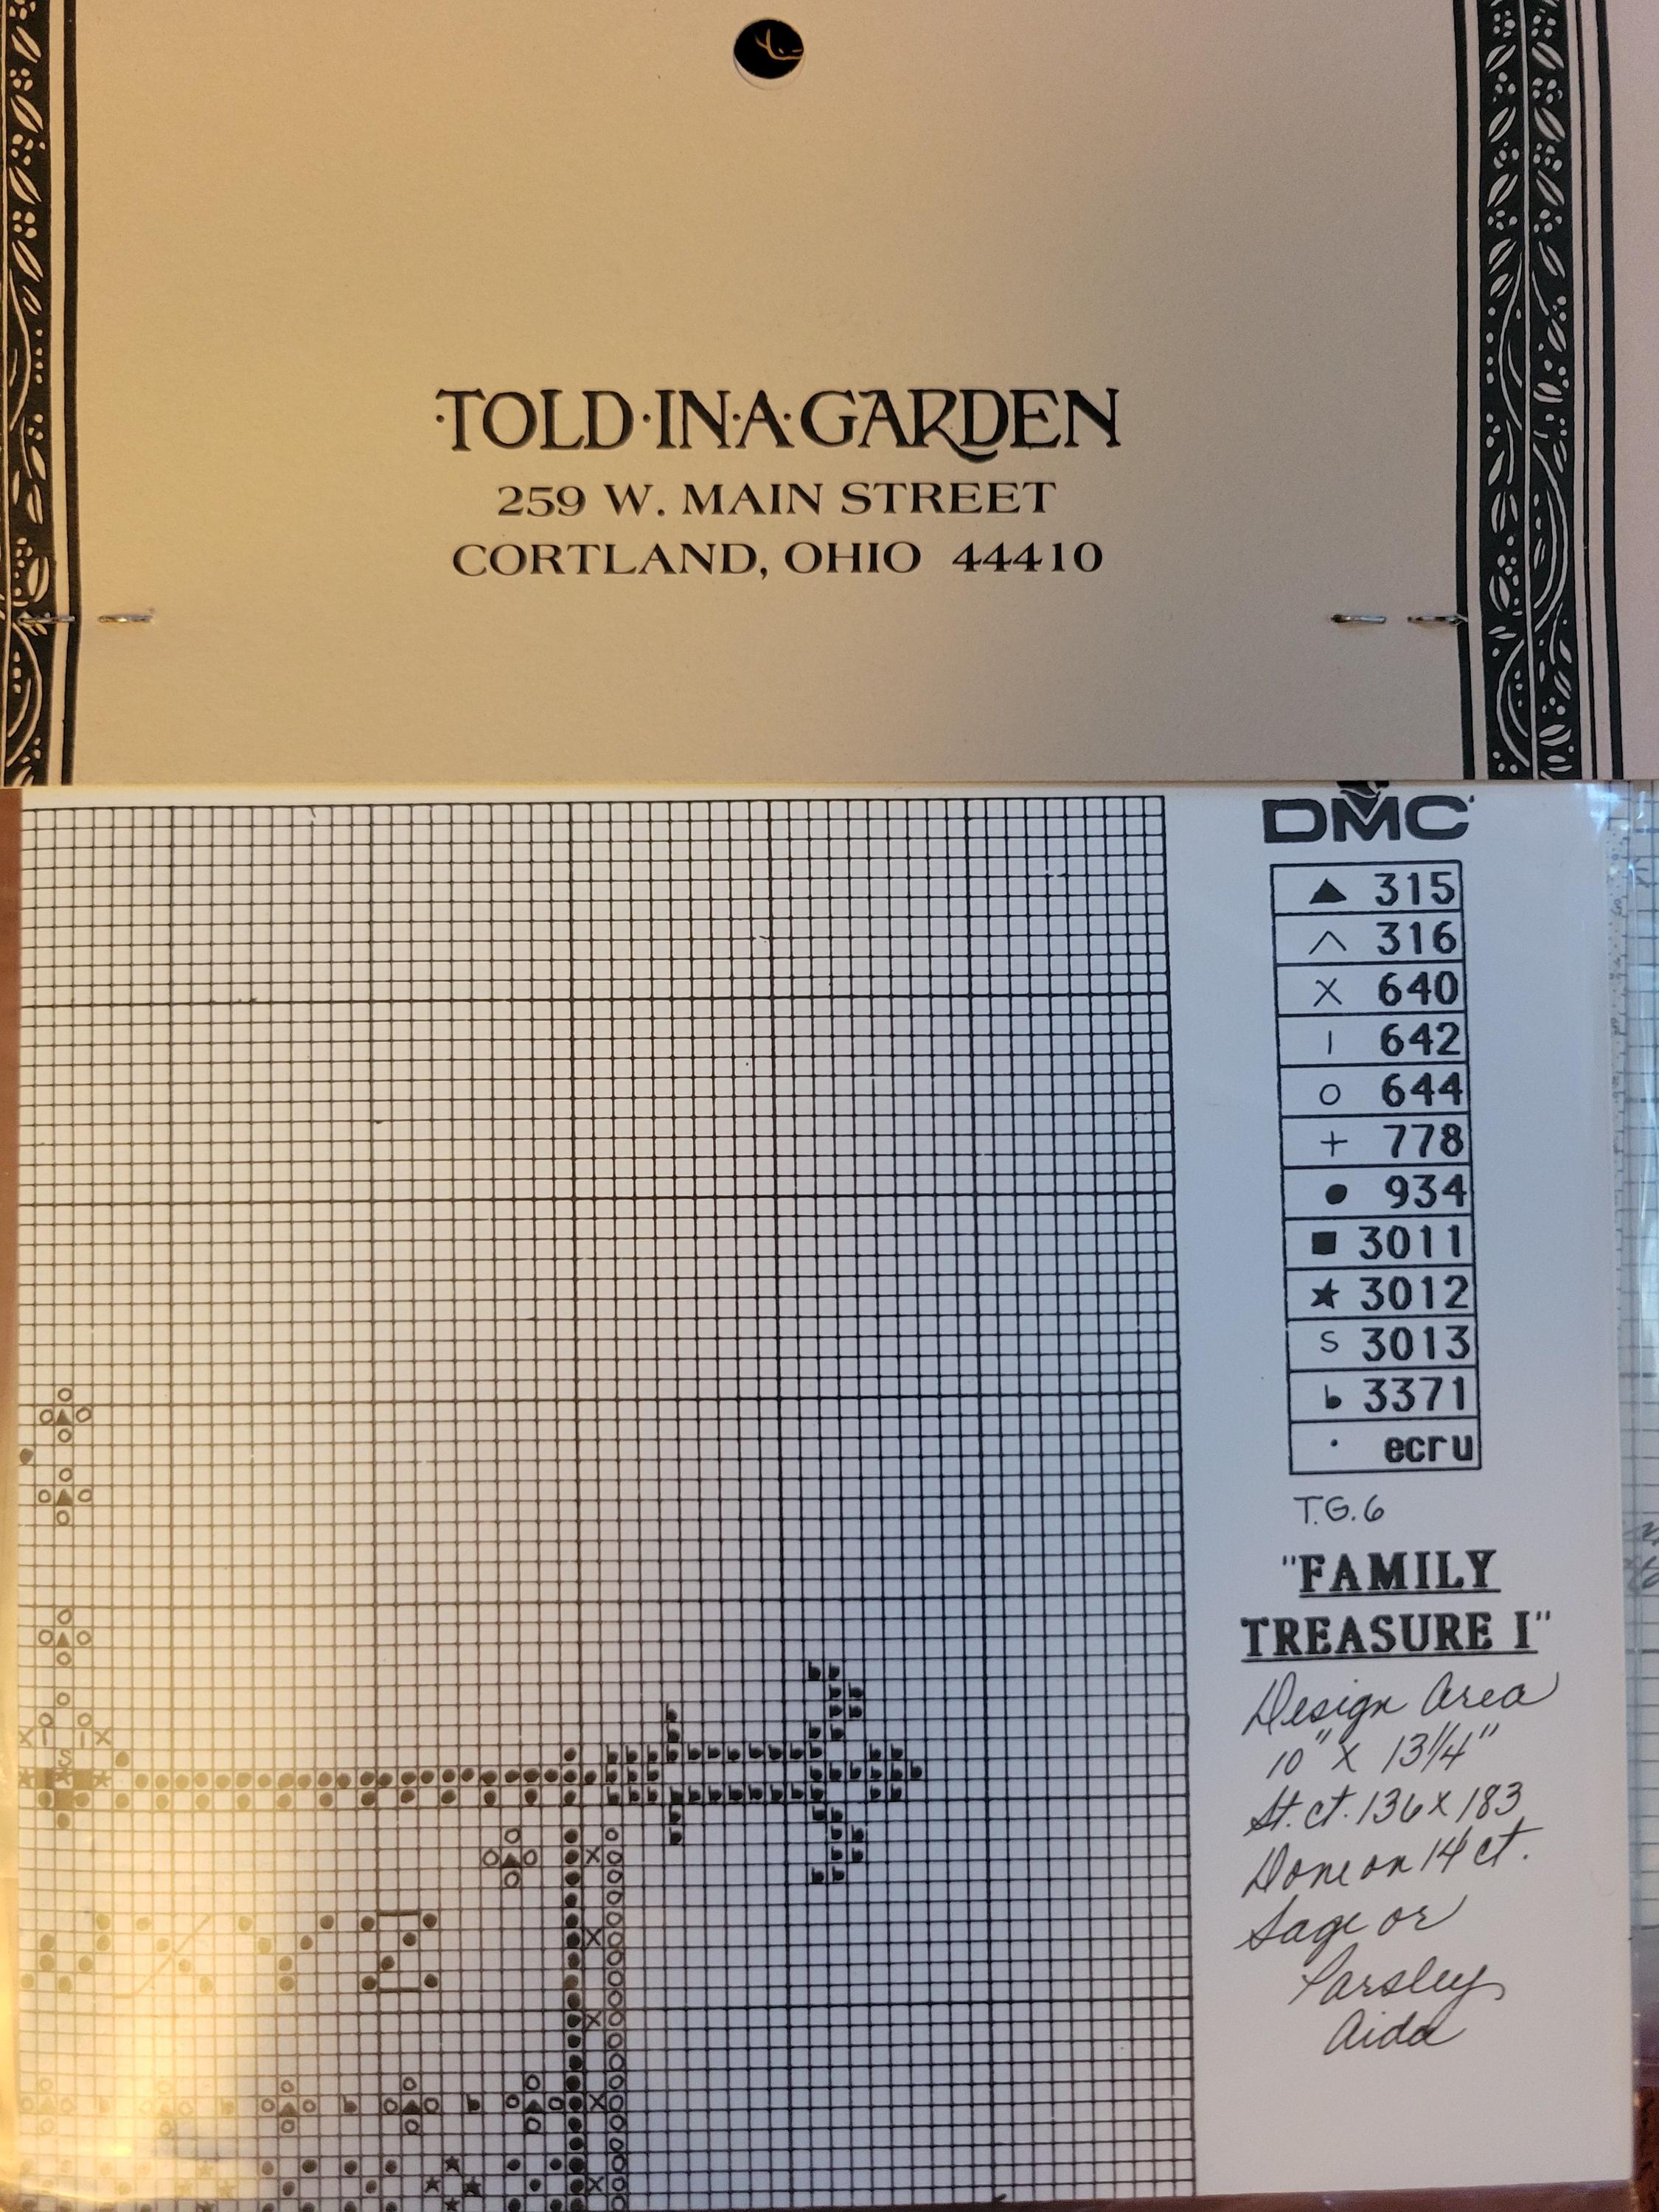 ·TOLD·IN·A·GARDEN
259 W. MAIN STREET
CORTLAND, OHIO 44410
DMC
▲ 315
∧ 316
X 640
I 642
O 644
+ 778
● 934
■ 3011
★ 3012
S 3013
b 3371
· ecru
T.G.6
"FAMILY
TREASURE I"
Design Area
10" X 13 1/4"
St. ct. 136 X 183
Done on 14 ct.
Sage or
Parsley
Aida